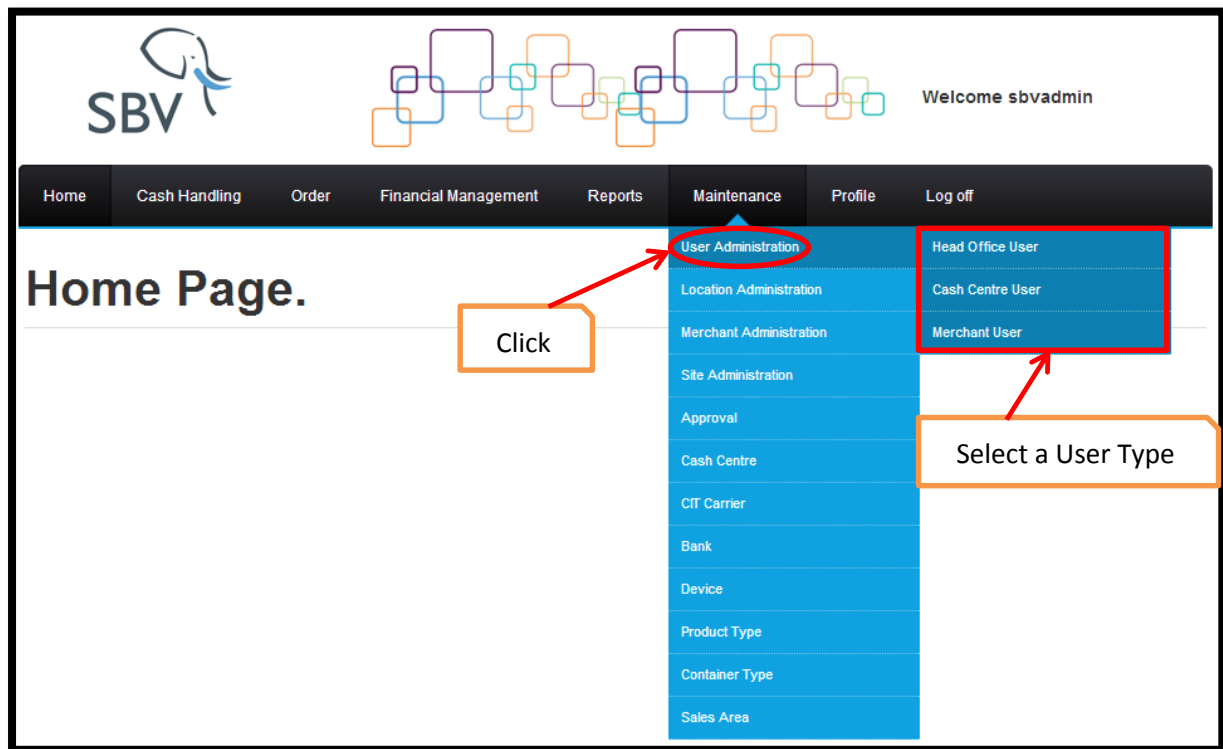 SBV
Welcome sbvadmin
Home Cash Handling Order Financial Management Reports Maintenance Profile Log off
Home Page.
User Administration
Location Administration
Merchant Administration
Site Administration
Approval
Cash Centre
CIT Carrier
Bank
Device
Product Type
Container Type
Sales Area
Head Office User
Cash Centre User
Merchant User
Click
Select a User Type